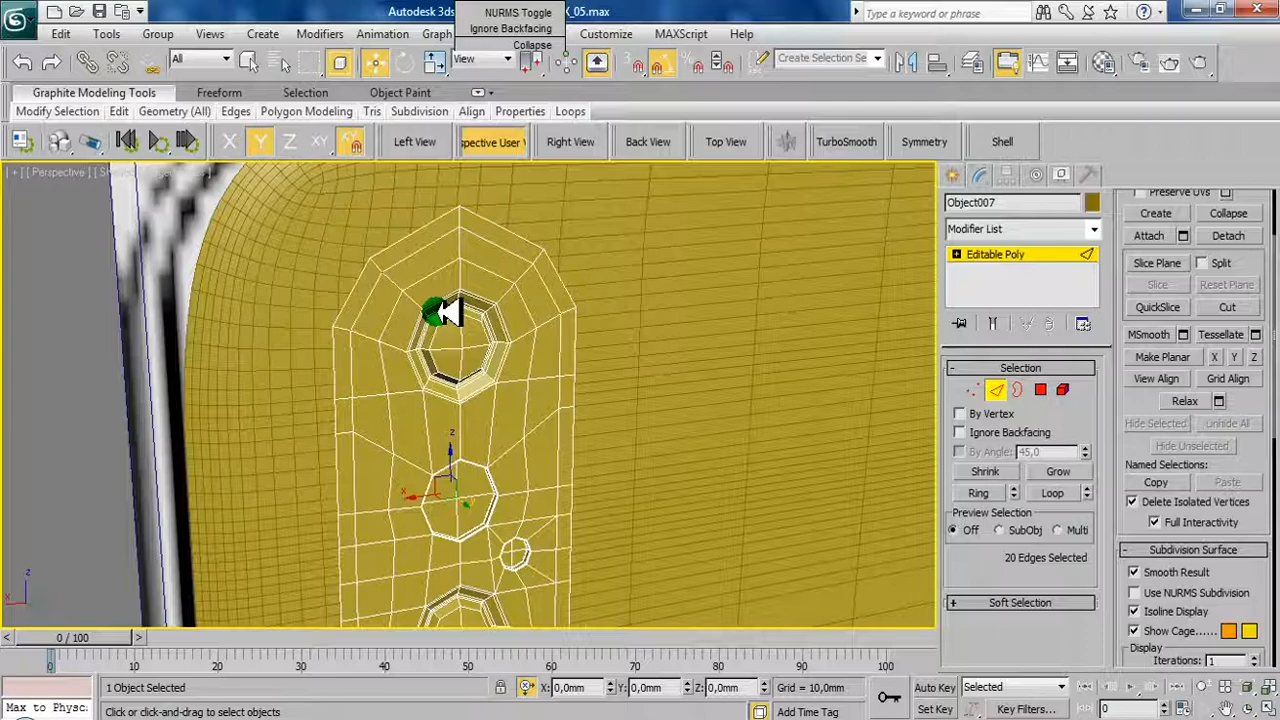 Autodesk 3ds
_05.max
Type a keyword or phrase
NURMS Toggle
Ignore Backfacing
Collapse
Edit Tools Group Views Create Modifiers Animation Graph Customize MAXScript Help
All View Create Selection Se
Graphite Modeling Tools Freeform Selection Object Paint
Modify Selection Edit Geometry (All) Edges Polygon Modeling Tris Subdivision Align Properties Loops
X Y Z XY Left View spective User V Right View Back View Top View TurboSmooth Symmetry Shell
[ + ] [ Perspective ]
Object007
Modifier List
Editable Poly
Selection
By Vertex
Ignore Backfacing
By Angle: 45,0
Shrink Grow
Ring Loop
Preview Selection
Off SubObj Multi
20 Edges Selected
Soft Selection
Preserve UVs
Create Collapse
Attach Detach
Slice Plane Split
Slice Reset Plane
QuickSlice Cut
MSmooth Tessellate
Make Planar X Y Z
View Align Grid Align
Relax
Hide Selected Unhide All
Hide Unselected
Named Selections:
Copy Paste
Delete Isolated Vertices
Full Interactivity
Subdivision Surface
Smooth Result
Use NURMS Subdivision
Isoline Display
Show Cage......
Display
Iterations: 1
z
x
z
x
< 0 / 100 >
0 10 20 30 40 50 60 70 80 90 100
1 Object Selected X: 0,0mm Y: 0,0mm Z: 0,0mm Grid = 10,0mm Auto Key Selected
Max to Physc. Click or click-and-drag to select objects Add Time Tag Set Key Key Filters... 0